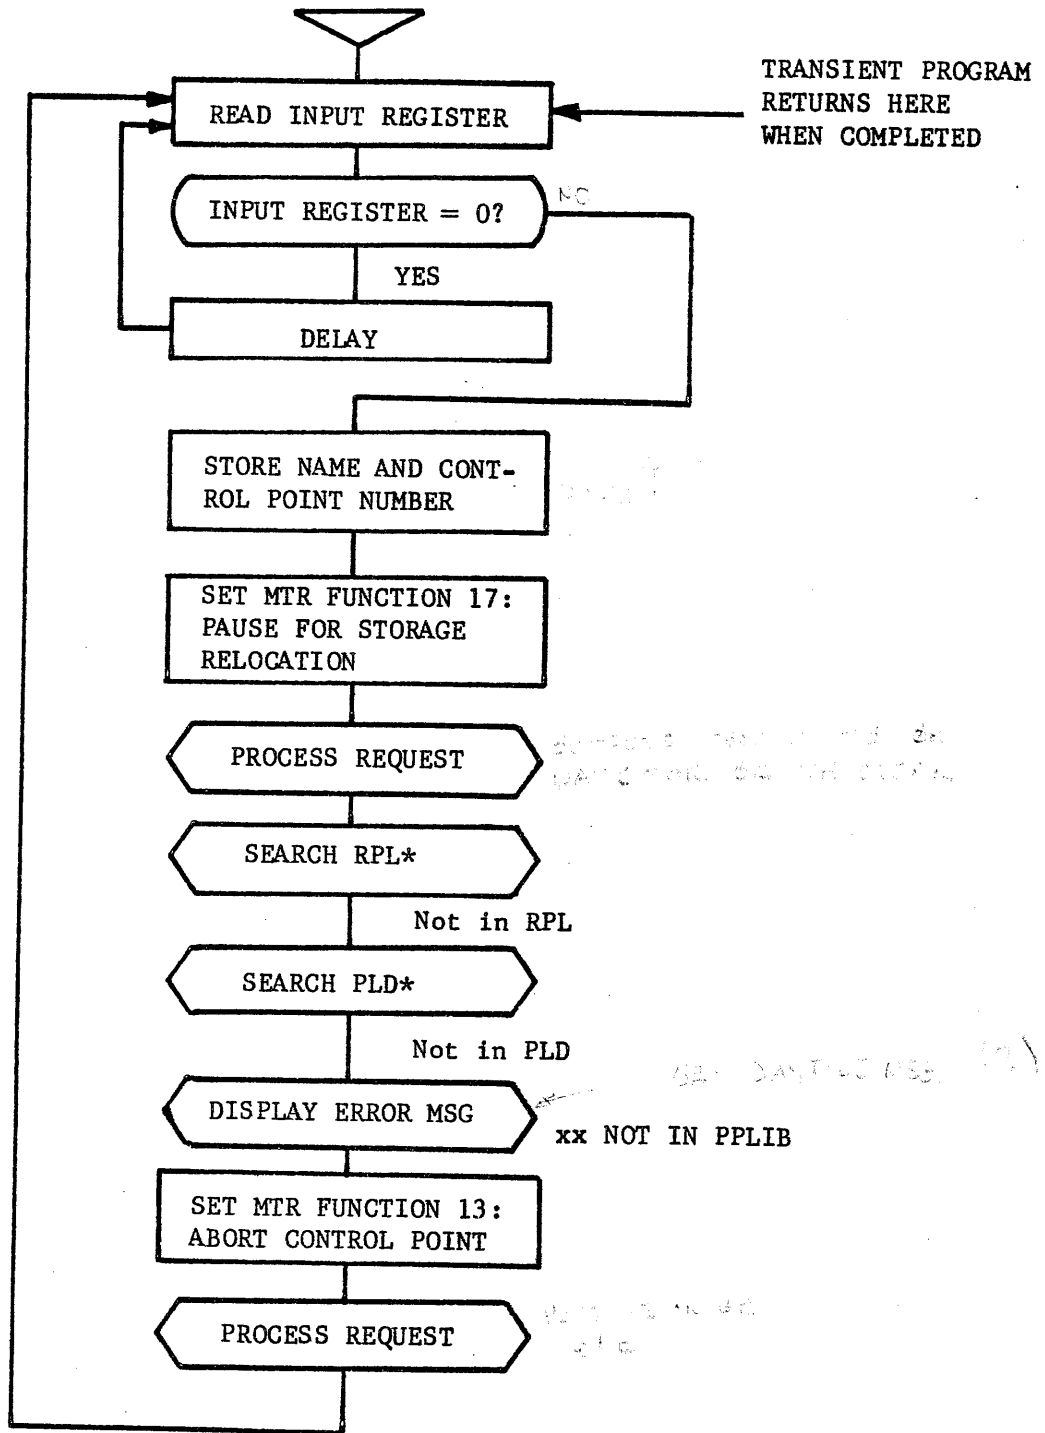 TRANSIENT PROGRAM
RETURNS HERE
WHEN COMPLETED
READ INPUT REGISTER
INPUT REGISTER = 0?
NO
YES
DELAY
STORE NAME AND CONT-
ROL POINT NUMBER
SET MTR FUNCTION 17:
PAUSE FOR STORAGE
RELOCATION
PROCESS REQUEST
SEARCH RPL*
Not in RPL
SEARCH PLD*
Not in PLD
DISPLAY ERROR MSG
xx NOT IN PPLIB
SET MTR FUNCTION 13:
ABORT CONTROL POINT
PROCESS REQUEST